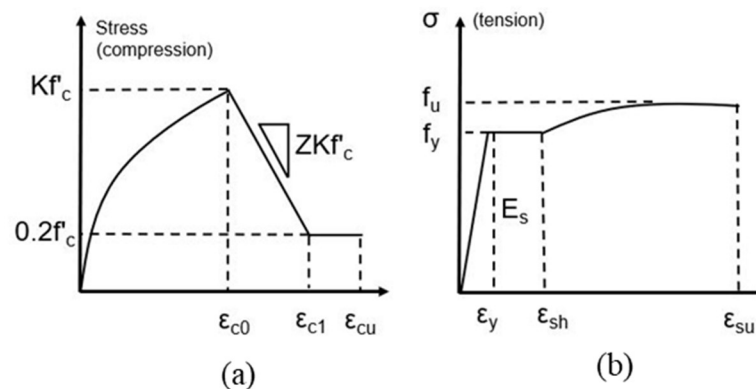 Stress
(compression)
Kf'c
ZKf'c
0.2f'c
εc0
εc1
εcu
(a)
σ
(tension)
fu
fy
Es
εy
εsh
εsu
(b)